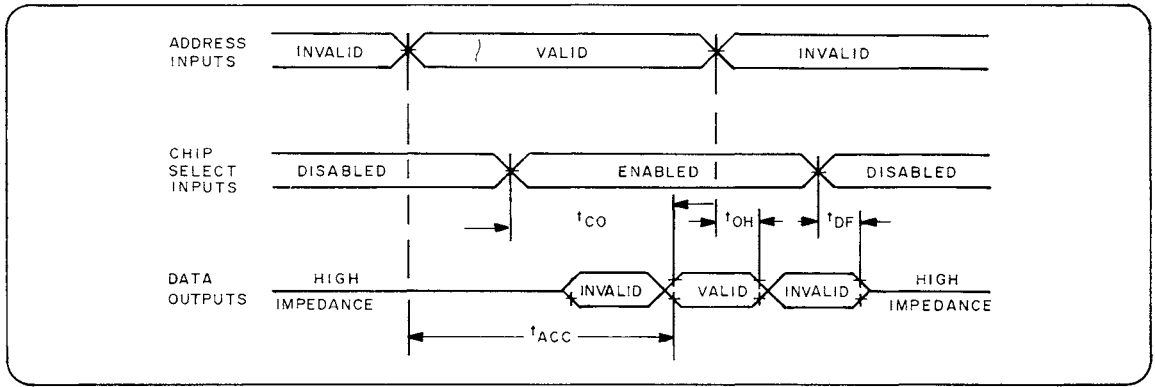 ADDRESS
INPUTS
INVALID
VALID
INVALID
CHIP
SELECT
INPUTS
DISABLED
ENABLED
DISABLED
tCO
tOH
tDF
DATA
OUTPUTS
HIGH
IMPEDANCE
INVALID
VALID
INVALID
HIGH
IMPEDANCE
tACC